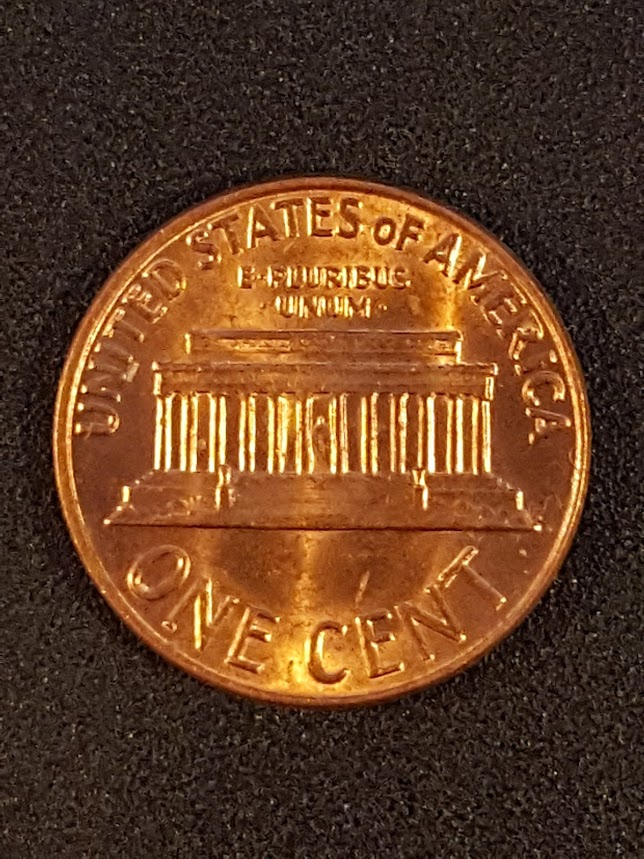 UNITED STATES OF AMERICA
E·PLURIBUS
·UNUM·
ONE CENT